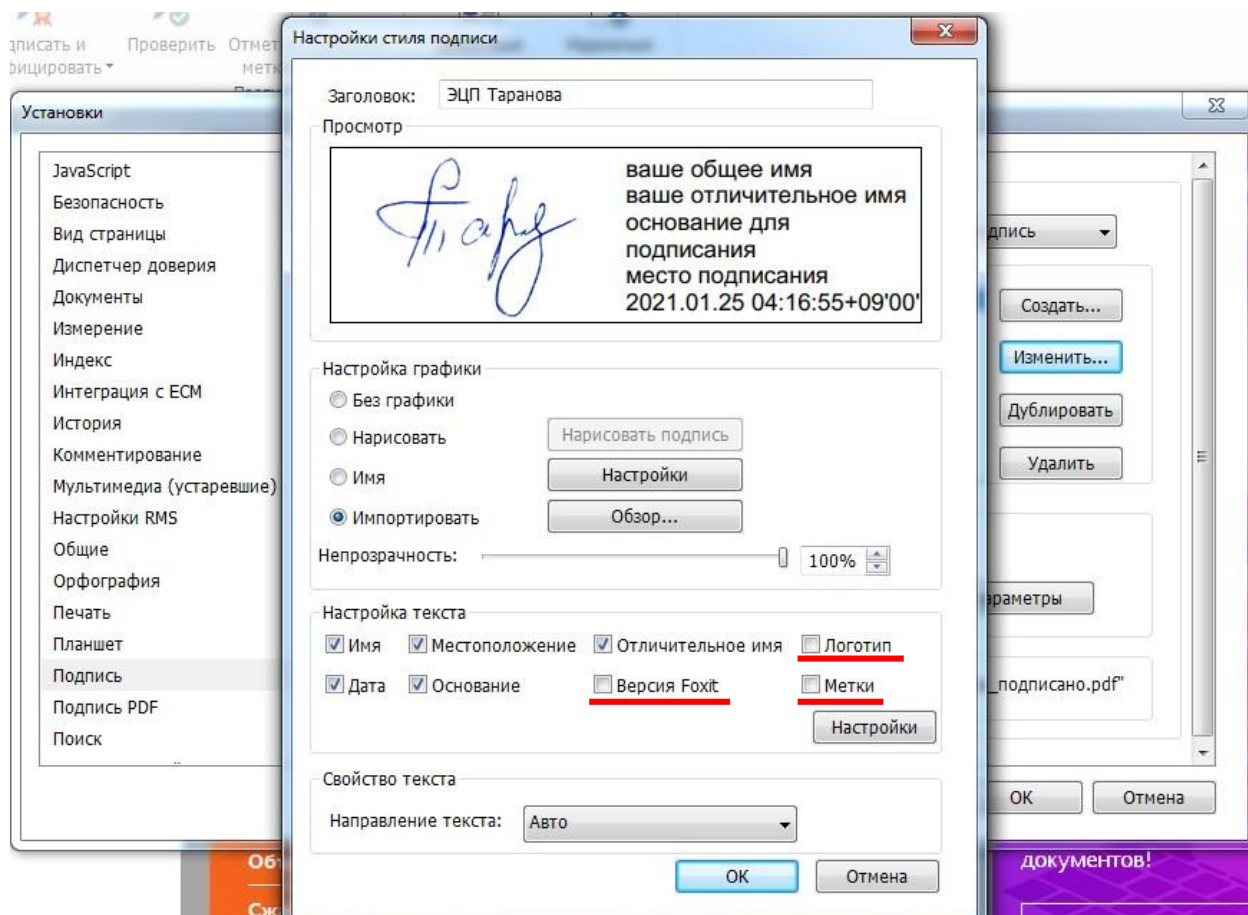 Проверить
Настройки стиля подписи
Заголовок: ЭЦП Таранова
Просмотр
ваше общее имя
ваше отличительное имя
основание для
подписания
место подписания
2021.01.25 04:16:55+09'00'
Настройка графики
Без графики
Нарисовать Нарисовать подпись
Имя Настройки
Импортировать Обзор...
Непрозрачность: 100%
Настройка текста
Имя Местоположение Отличительное имя Логотип
Дата Основание Версия Foxit Метки
Настройки
Свойство текста
Направление текста: Авто
OK Отмена
Установки
JavaScript
Безопасность
Вид страницы
Диспетчер доверия
Документы
Измерение
Индекс
Интеграция с ECM
История
Комментирование
Мультимедиа (устаревшие)
Настройки RMS
Общие
Орфография
Печать
Планшет
Подпись
Подпись PDF
Поиск
Создать...
Изменить...
Дублировать
Удалить
_подписано.pdf"
OK Отмена
документов!